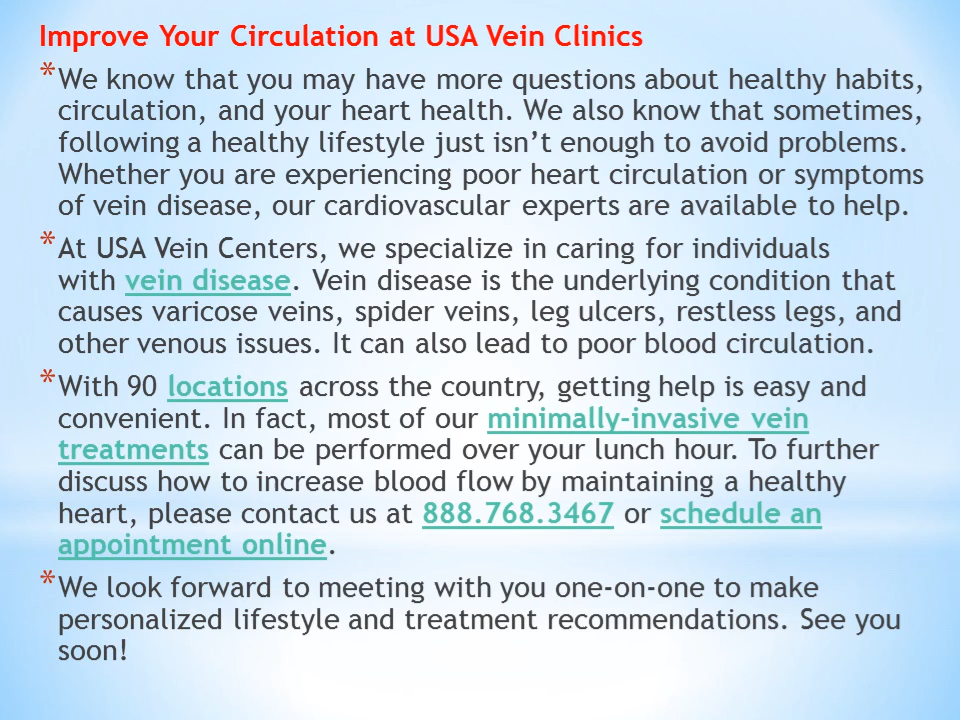 Improve Your Circulation at USA Vein Clinics
*We know that you may have more questions about healthy habits,
circulation, and your heart health. We also know that sometimes,
following a healthy lifestyle just isn’t enough to avoid problems.
Whether you are experiencing poor heart circulation or symptoms
of vein disease, our cardiovascular experts are available to help.
*At USA Vein Centers, we specialize in caring for individuals
with vein disease. Vein disease is the underlying condition that
causes varicose veins, spider veins, leg ulcers, restless legs, and
other venous issues. It can also lead to poor blood circulation.
*With 90 locations across the country, getting help is easy and
convenient. In fact, most of our minimally-invasive vein
treatments can be performed over your lunch hour. To further
discuss how to increase blood flow by maintaining a healthy
heart, please contact us at 888.768.3467 or schedule an
appointment online.
*We look forward to meeting with you one-on-one to make
personalized lifestyle and treatment recommendations. See you
soon!